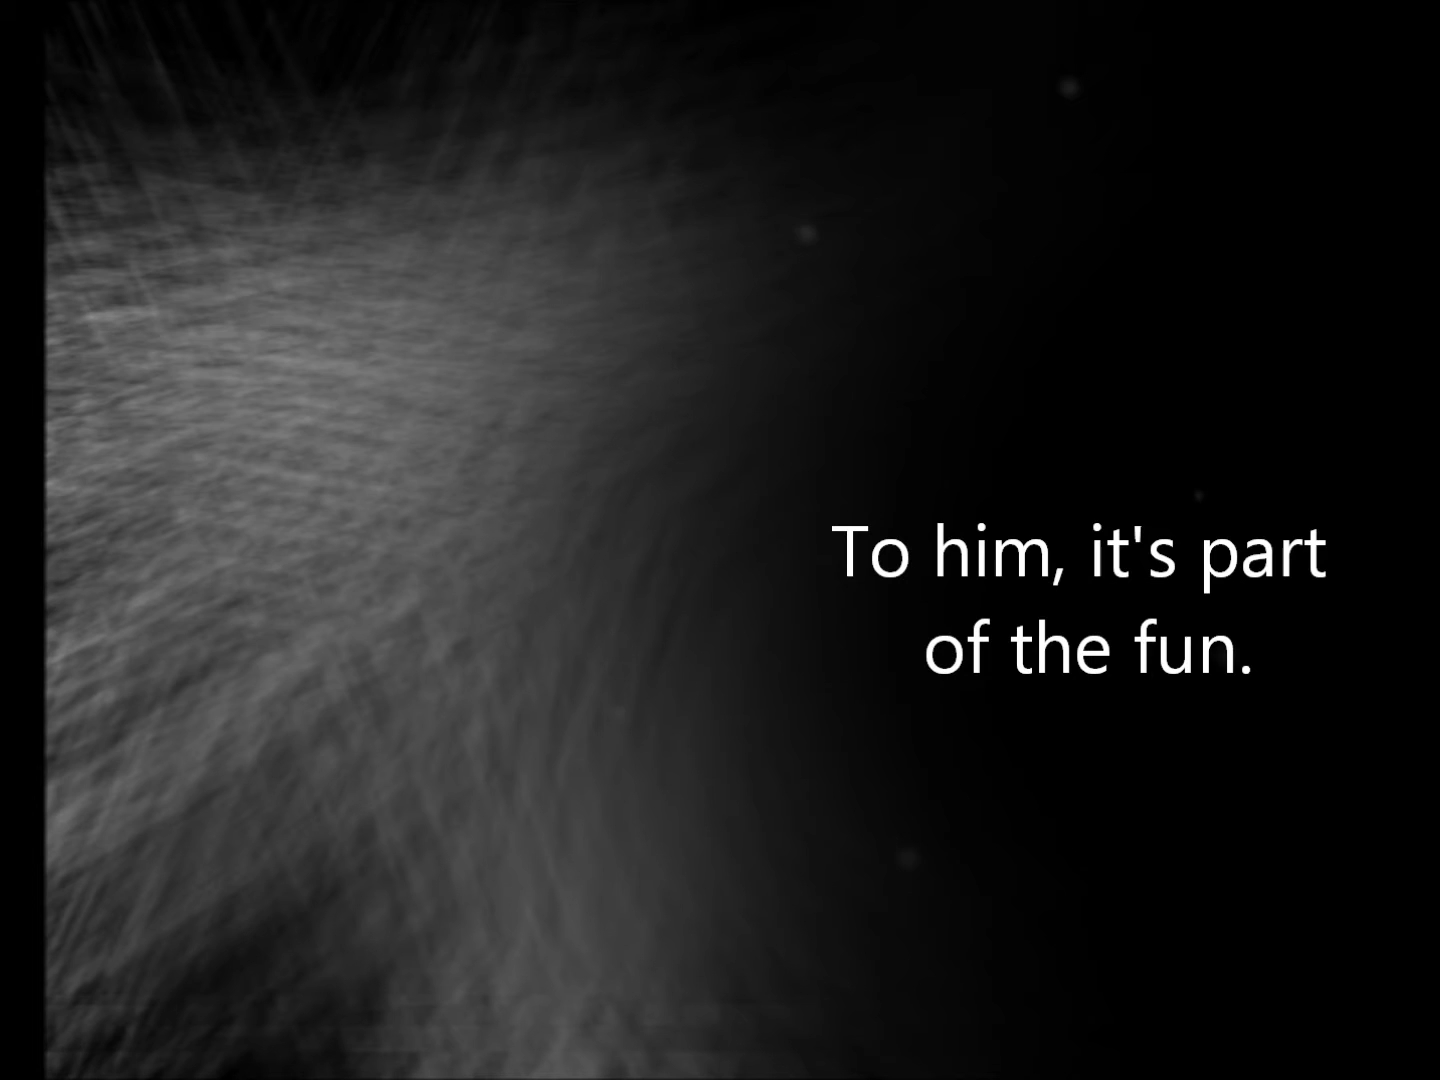 To him, it's part
of the fun.